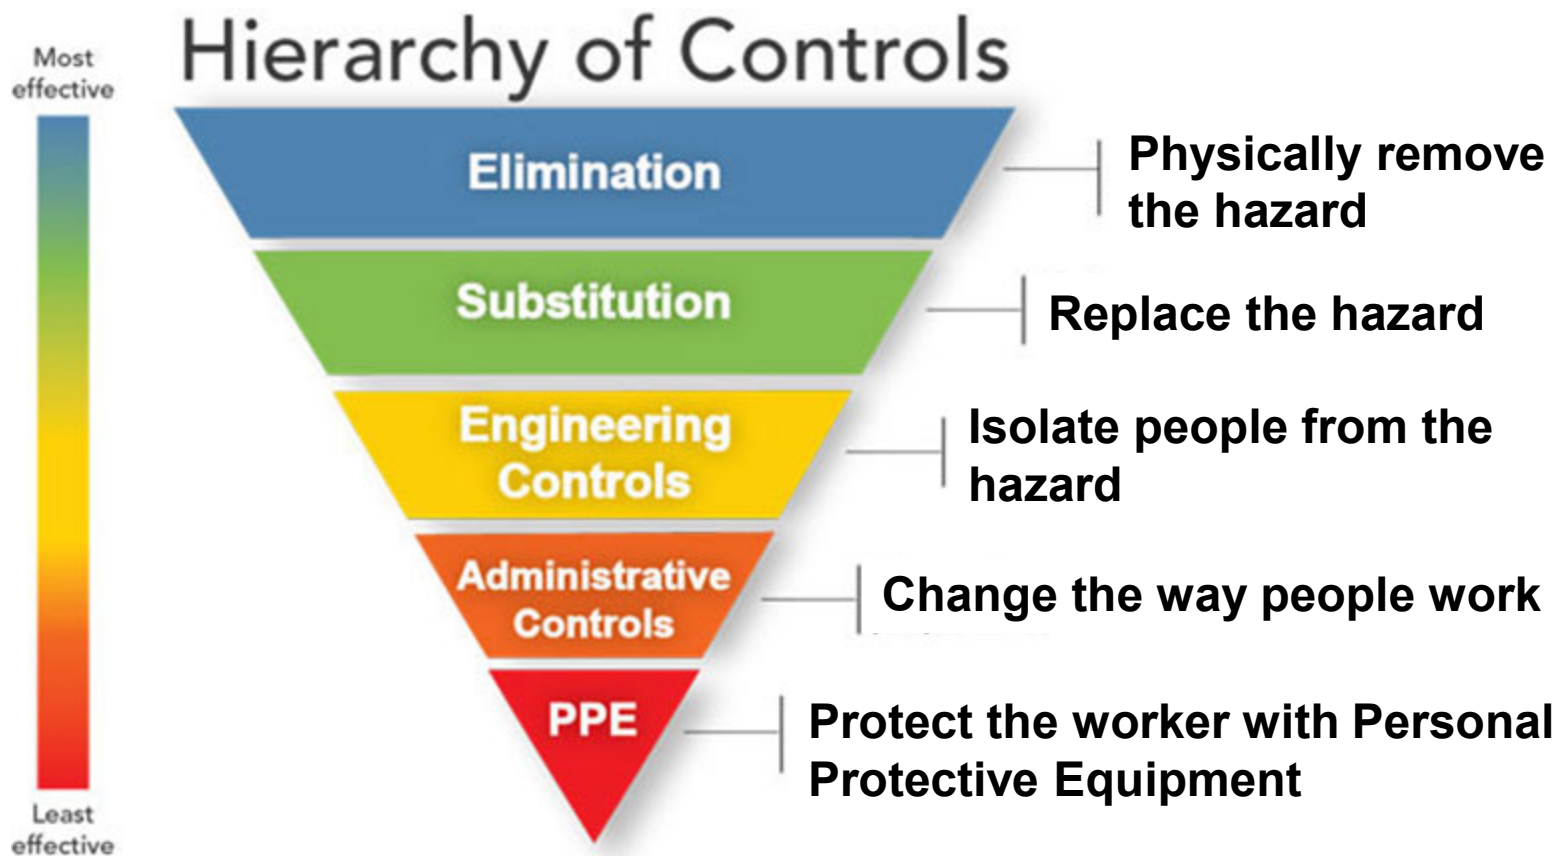 Hierarchy of Controls
Most
effective
Elimination
Physically remove
the hazard
Substitution
Replace the hazard
Engineering
Controls
Isolate people from the
hazard
Administrative
Controls
Change the way people work
PPE
Protect the worker with Personal
Protective Equipment
Least
effective